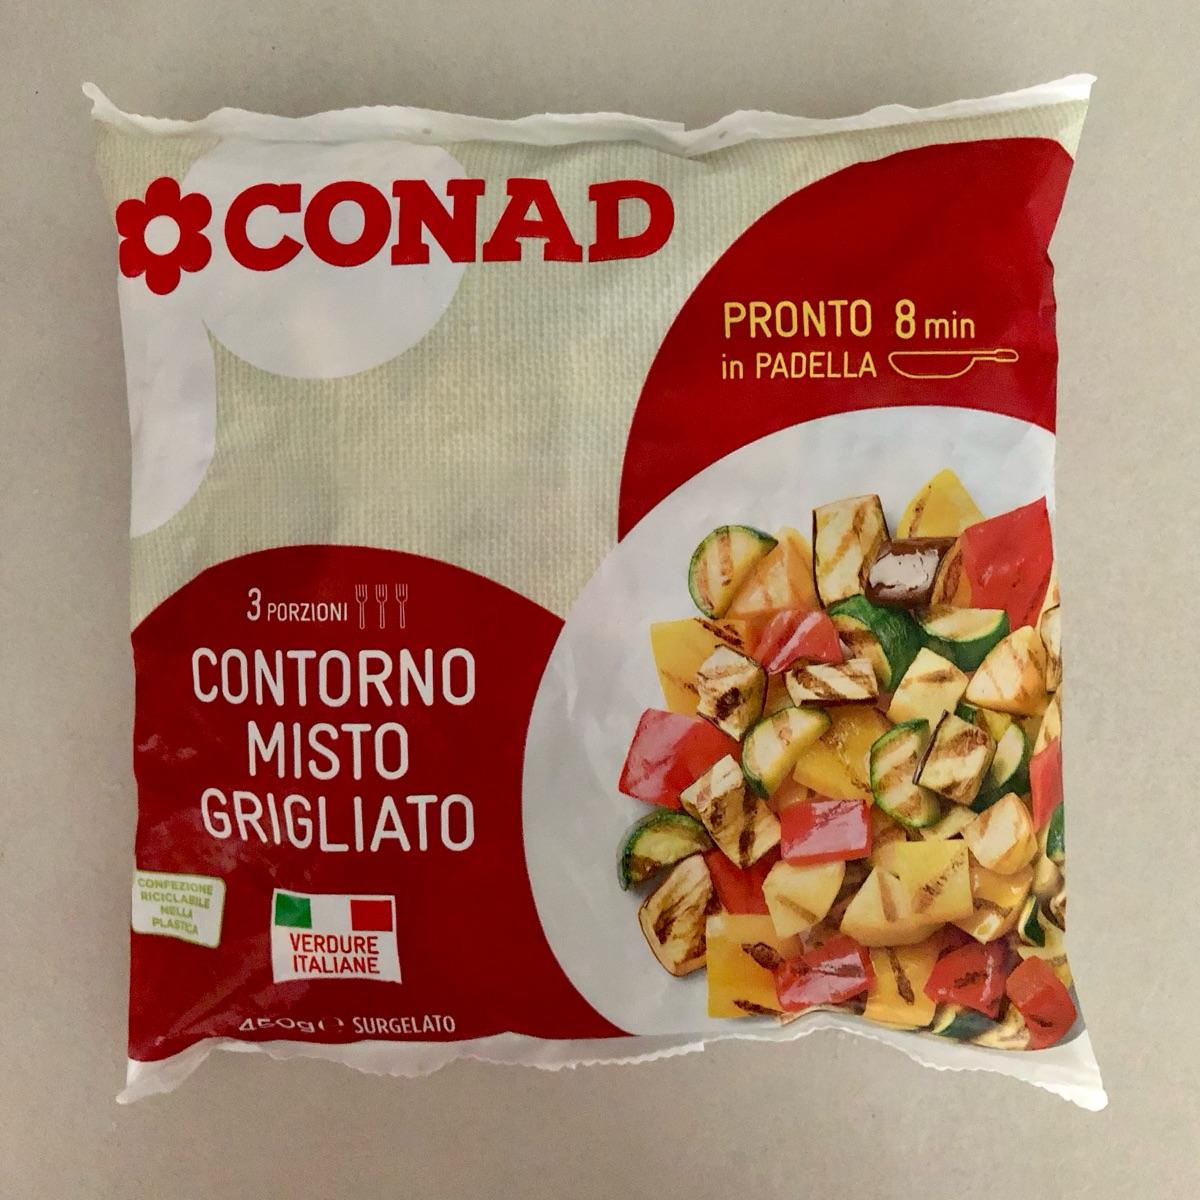 CONAD
PRONTO 8 min
in PADELLA
3 PORZIONI
CONTORNO
MISTO
GRIGLIATO
CONFEZIONE
RICICLABILE
NELLA
PLASTICA
VERDURE
ITALIANE
450g e SURGELATO